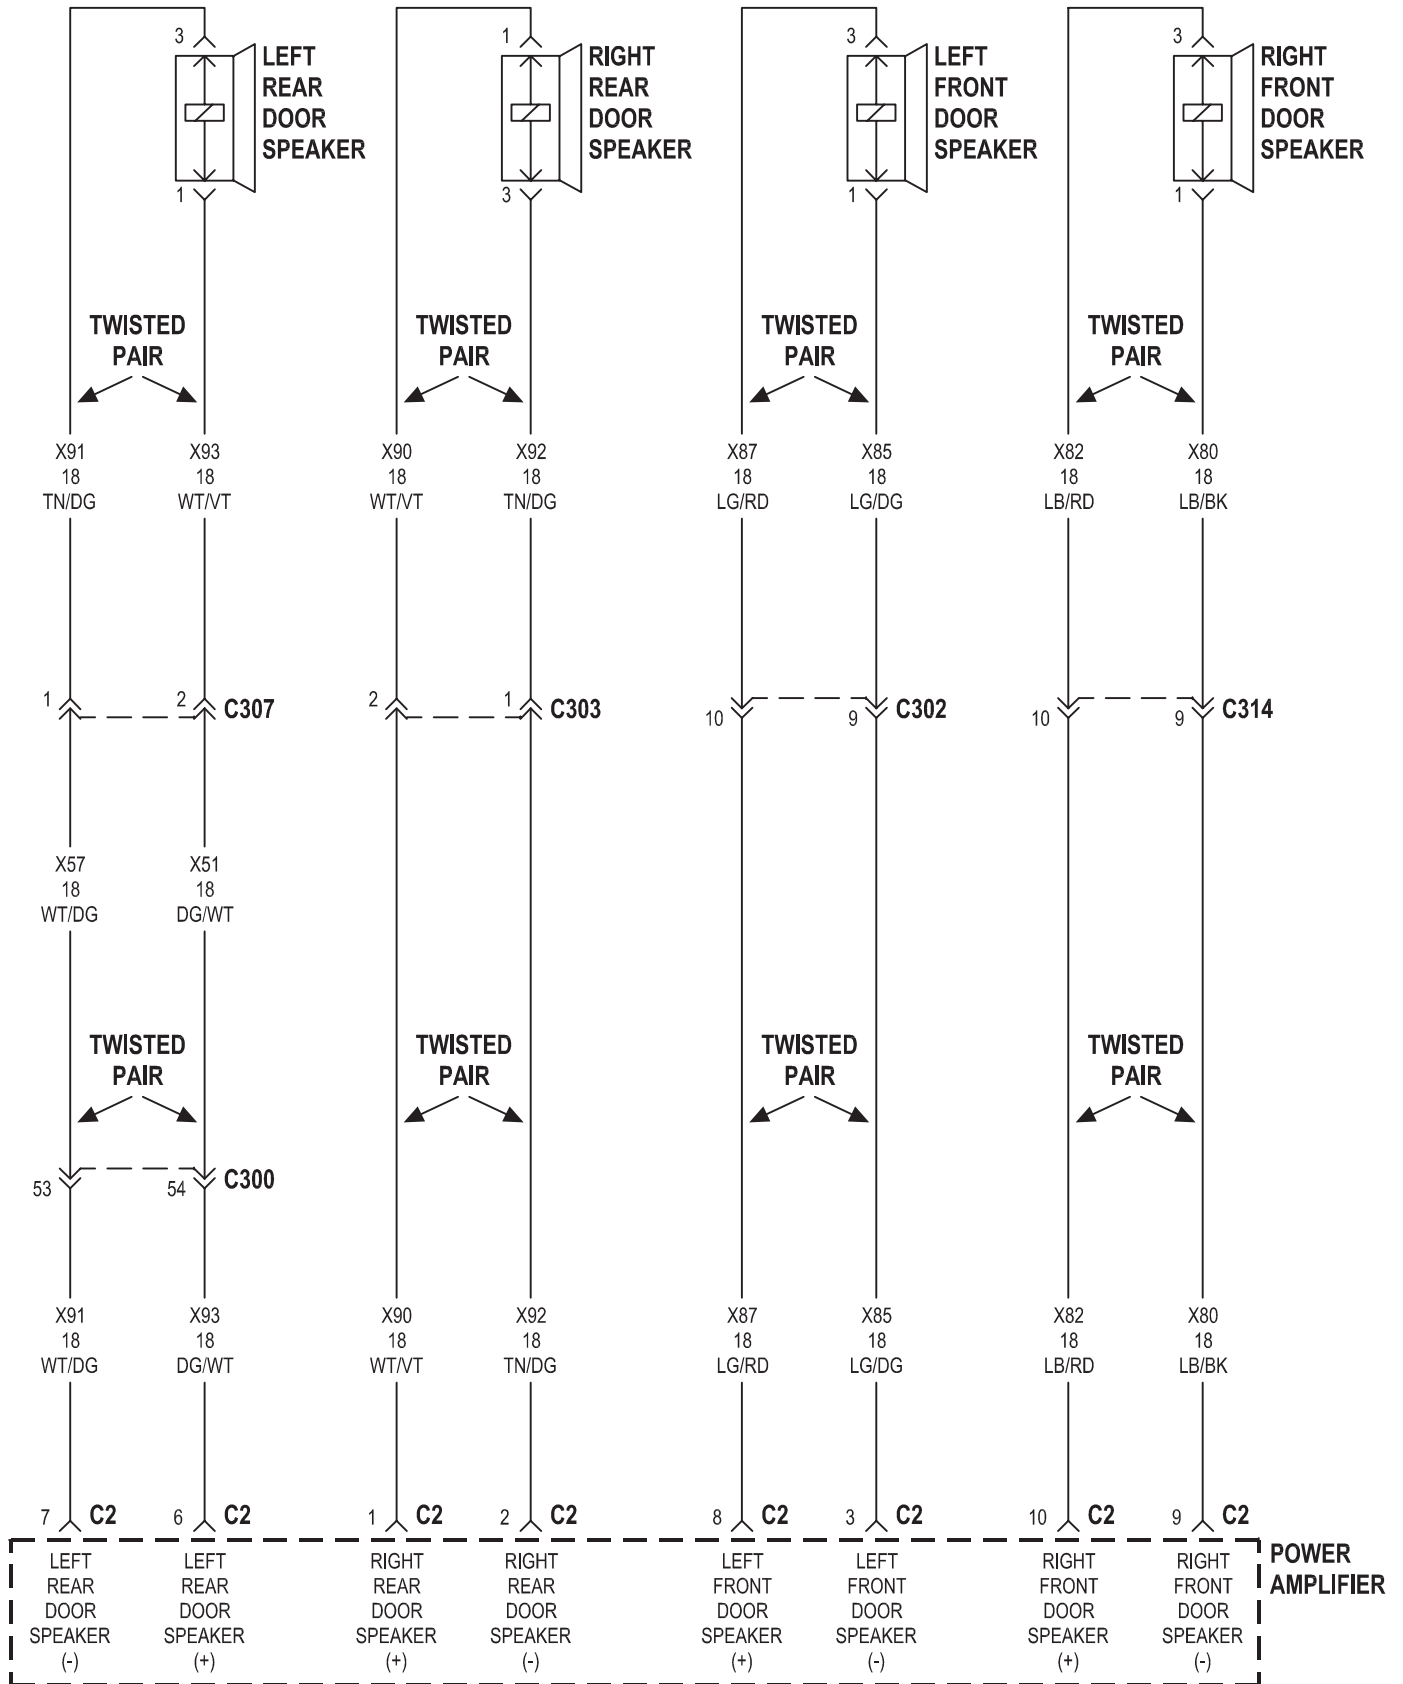 3
LEFT
REAR
DOOR
SPEAKER
1
1
RIGHT
REAR
DOOR
SPEAKER
3
3
LEFT
FRONT
DOOR
SPEAKER
1
3
RIGHT
FRONT
DOOR
SPEAKER
1
TWISTED
PAIR
TWISTED
PAIR
TWISTED
PAIR
TWISTED
PAIR
X91
18
TN/DG
X93
18
WT/VT
X90
18
WT/VT
X92
18
TN/DG
X87
18
LG/RD
X85
18
LG/DG
X82
18
LB/RD
X80
18
LB/BK
1
2
C307
2
1
C303
10
9
C302
10
9
C314
X57
18
WT/DG
X51
18
DG/WT
TWISTED
PAIR
TWISTED
PAIR
TWISTED
PAIR
TWISTED
PAIR
53
54
C300
X91
18
WT/DG
X93
18
DG/WT
X90
18
WT/VT
X92
18
TN/DG
X87
18
LG/RD
X85
18
LG/DG
X82
18
LB/RD
X80
18
LB/BK
7 C2
6 C2
1 C2
2 C2
8 C2
3 C2
10 C2
9 C2
LEFT
REAR
DOOR
SPEAKER
(-)
LEFT
REAR
DOOR
SPEAKER
(+)
RIGHT
REAR
DOOR
SPEAKER
(+)
RIGHT
REAR
DOOR
SPEAKER
(-)
LEFT
FRONT
DOOR
SPEAKER
(+)
LEFT
FRONT
DOOR
SPEAKER
(-)
RIGHT
FRONT
DOOR
SPEAKER
(+)
RIGHT
FRONT
DOOR
SPEAKER
(-)
POWER
AMPLIFIER